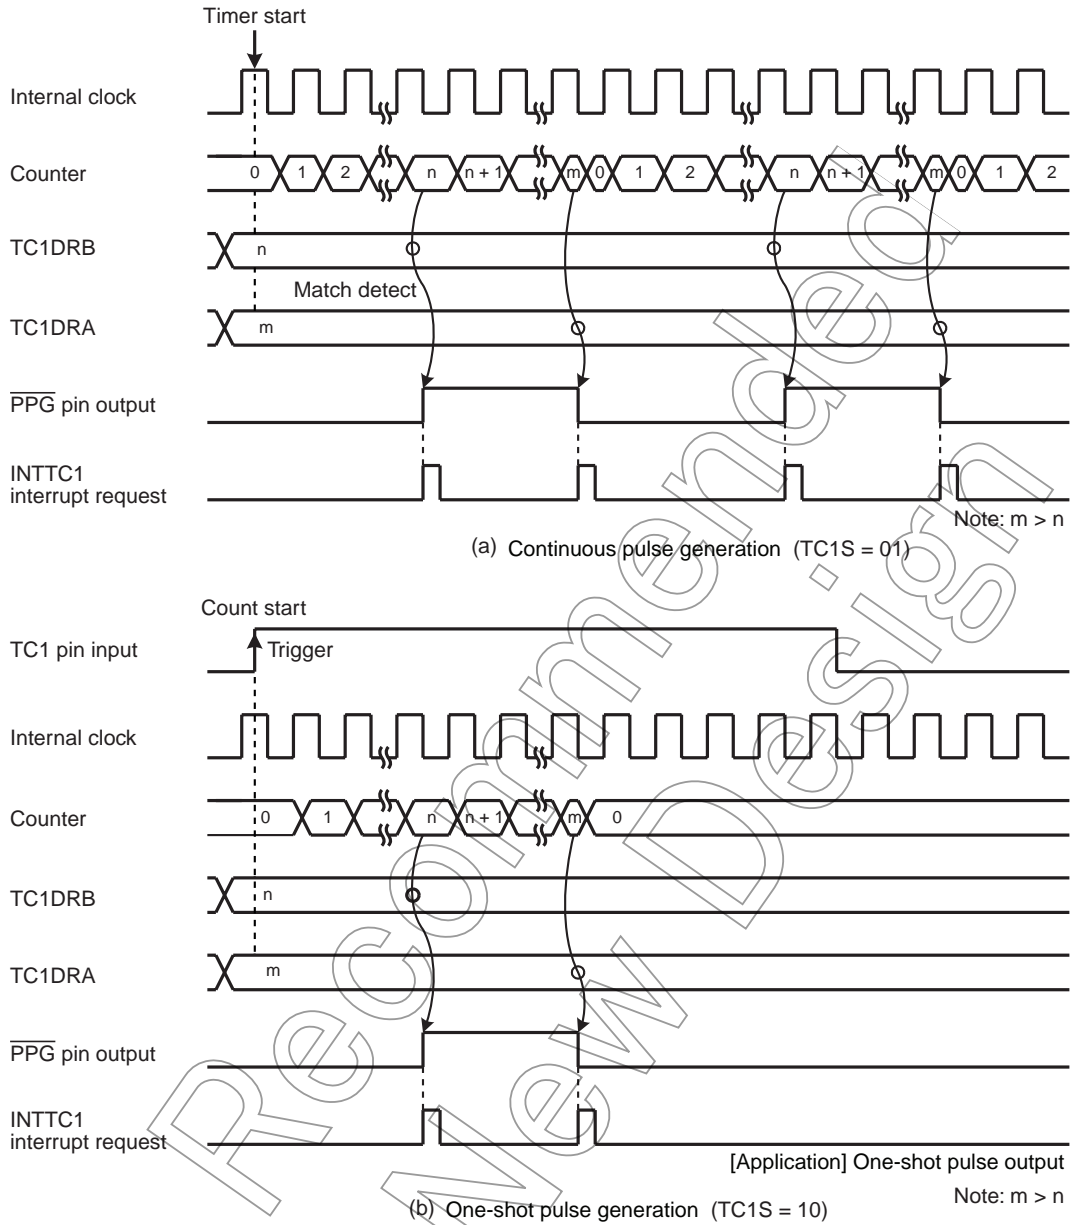 Timer start
Internal clock
Counter 0 1 2 n n + 1 m 0 1 2 n n + 1 m 0 1 2
TC1DRB n
Match detect
TC1DRA m
PPG pin output
INTTC1
interrupt request
Note: m > n
(a) Continuous pulse generation (TC1S = 01)
Count start
TC1 pin input Trigger
Internal clock
Counter 0 1 n n + 1 m 0
TC1DRB n
TC1DRA m
PPG pin output
INTTC1
interrupt request
[Application] One-shot pulse output
Note: m > n
(b) One-shot pulse generation (TC1S = 10)
Recommended
New Design